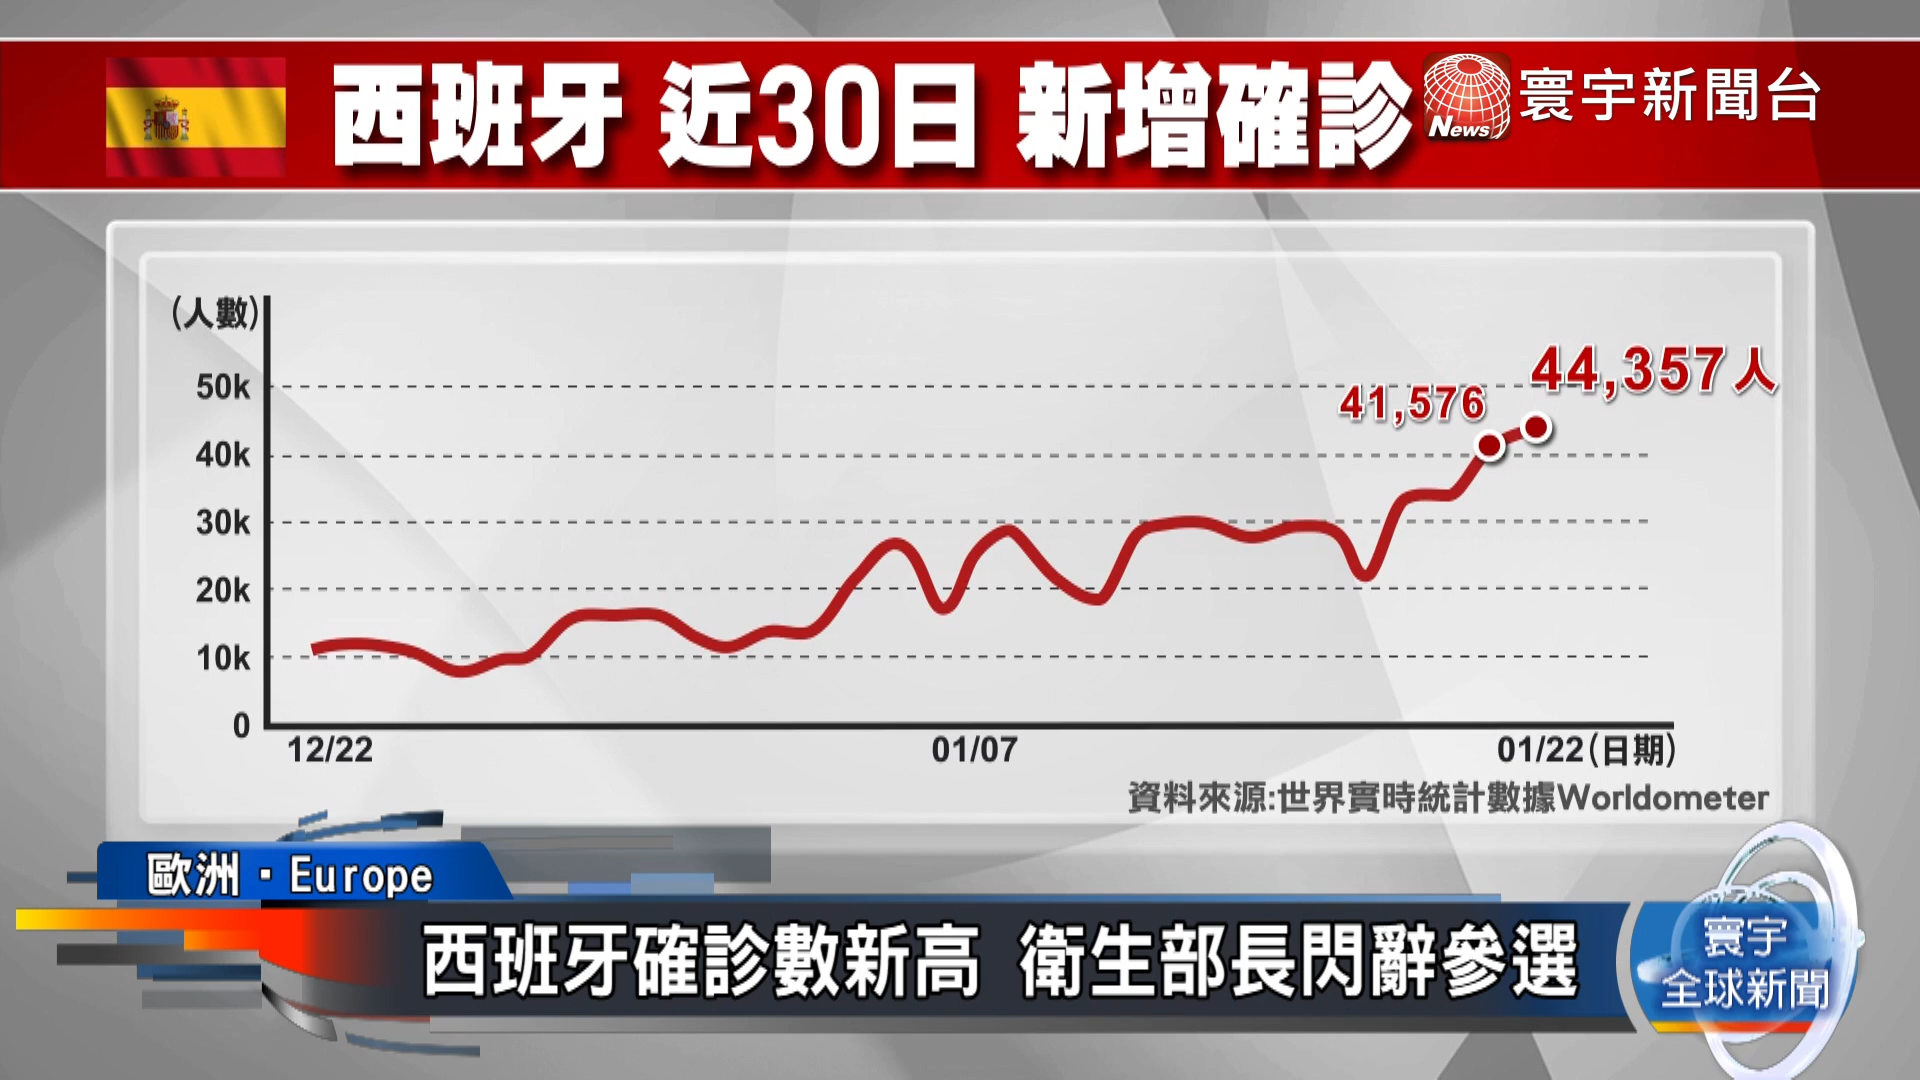 西班牙 近30日 新增確診
News 寰宇新聞台
(人數)
44,357人
41,576
50k
40k
30k
20k
10k
0
12/22 01/07 01/22(日期)
資料來源:世界實時統計數據Worldometer
歐洲·Europe
西班牙確診數新高 衛生部長閃辭參選
寰宇
全球新聞